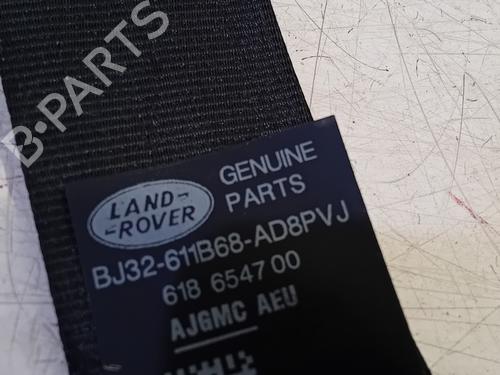 B-PARTS
LAND-
-ROVER
GENUINE
PARTS
BJ32-611B68-AD8PVJ
618 6547 00
AJGMC AEU